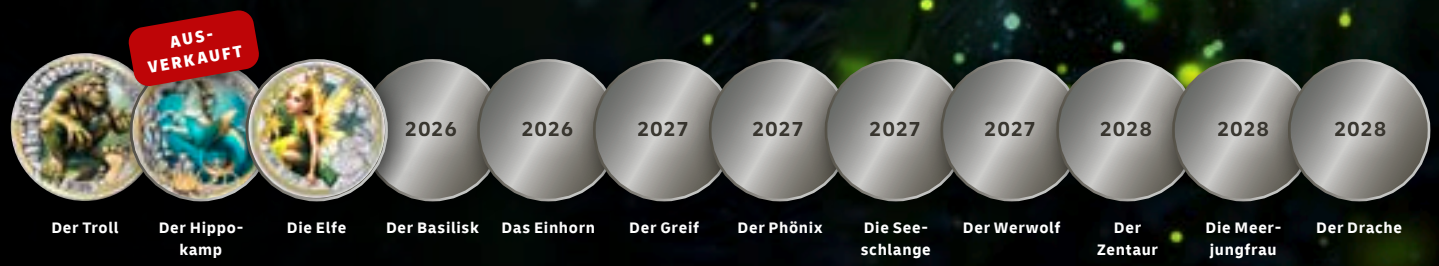 AUS-
VERKAUFT
2026
2026
2027
2027
2027
2027
2028
2028
2028
Der Troll
Der Hippo-
kamp
Die Elfe
Der Basilisk
Das Einhorn
Der Greif
Der Phönix
Die See-
schlange
Der Werwolf
Der
Zentaur
Die Meer-
jungfrau
Der Drache